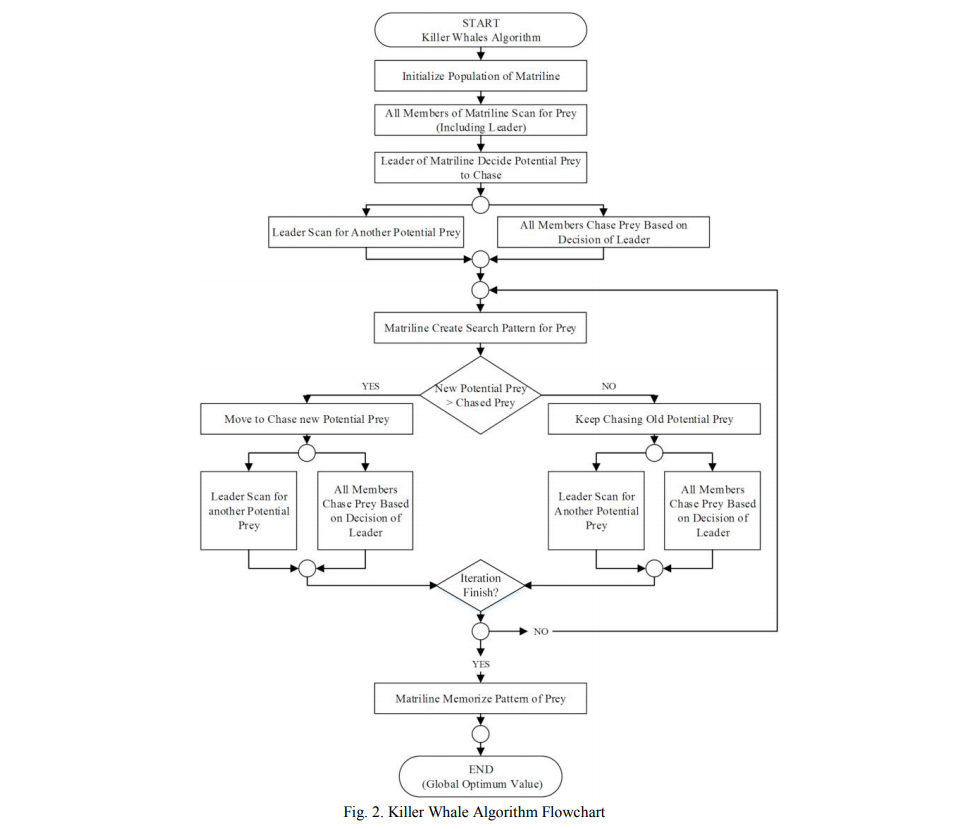 START
Killer Whales Algorithm
Initialize Population of Matriline
All Members of Matriline Scan for Prey
(Including Leader)
Leader of Matriline Decide Potential Prey
to Chase
Leader Scan for Another Potential Prey
All Members Chase Prey Based on
Decision of Leader
Matriline Create Search Pattern for Prey
New Potential Prey
> Chased Prey
YES
NO
Move to Chase new Potential Prey
Keep Chasing Old Potential Prey
Leader Scan for
another Potential
Prey
All Members
Chase Prey Based
on Decision of
Leader
Leader Scan for
Another Potential
Prey
All Members
Chase Prey Based
on Decision of
Leader
Iteration
Finish?
NO
YES
Matriline Memorize Pattern of Prey
END
(Global Optimum Value)
Fig. 2. Killer Whale Algorithm Flowchart